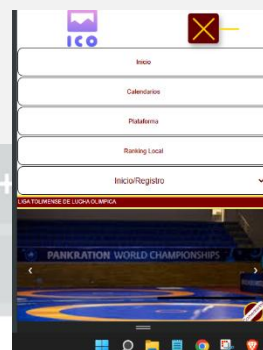 ICO
Inicio
Calendarios
Plataforma
Ranking Local
Inicio/Registro
LIGA TOLIMENSE DE LUCHA OLIMPICA
PANKRATION WORLD CHAMPIONSHIPS